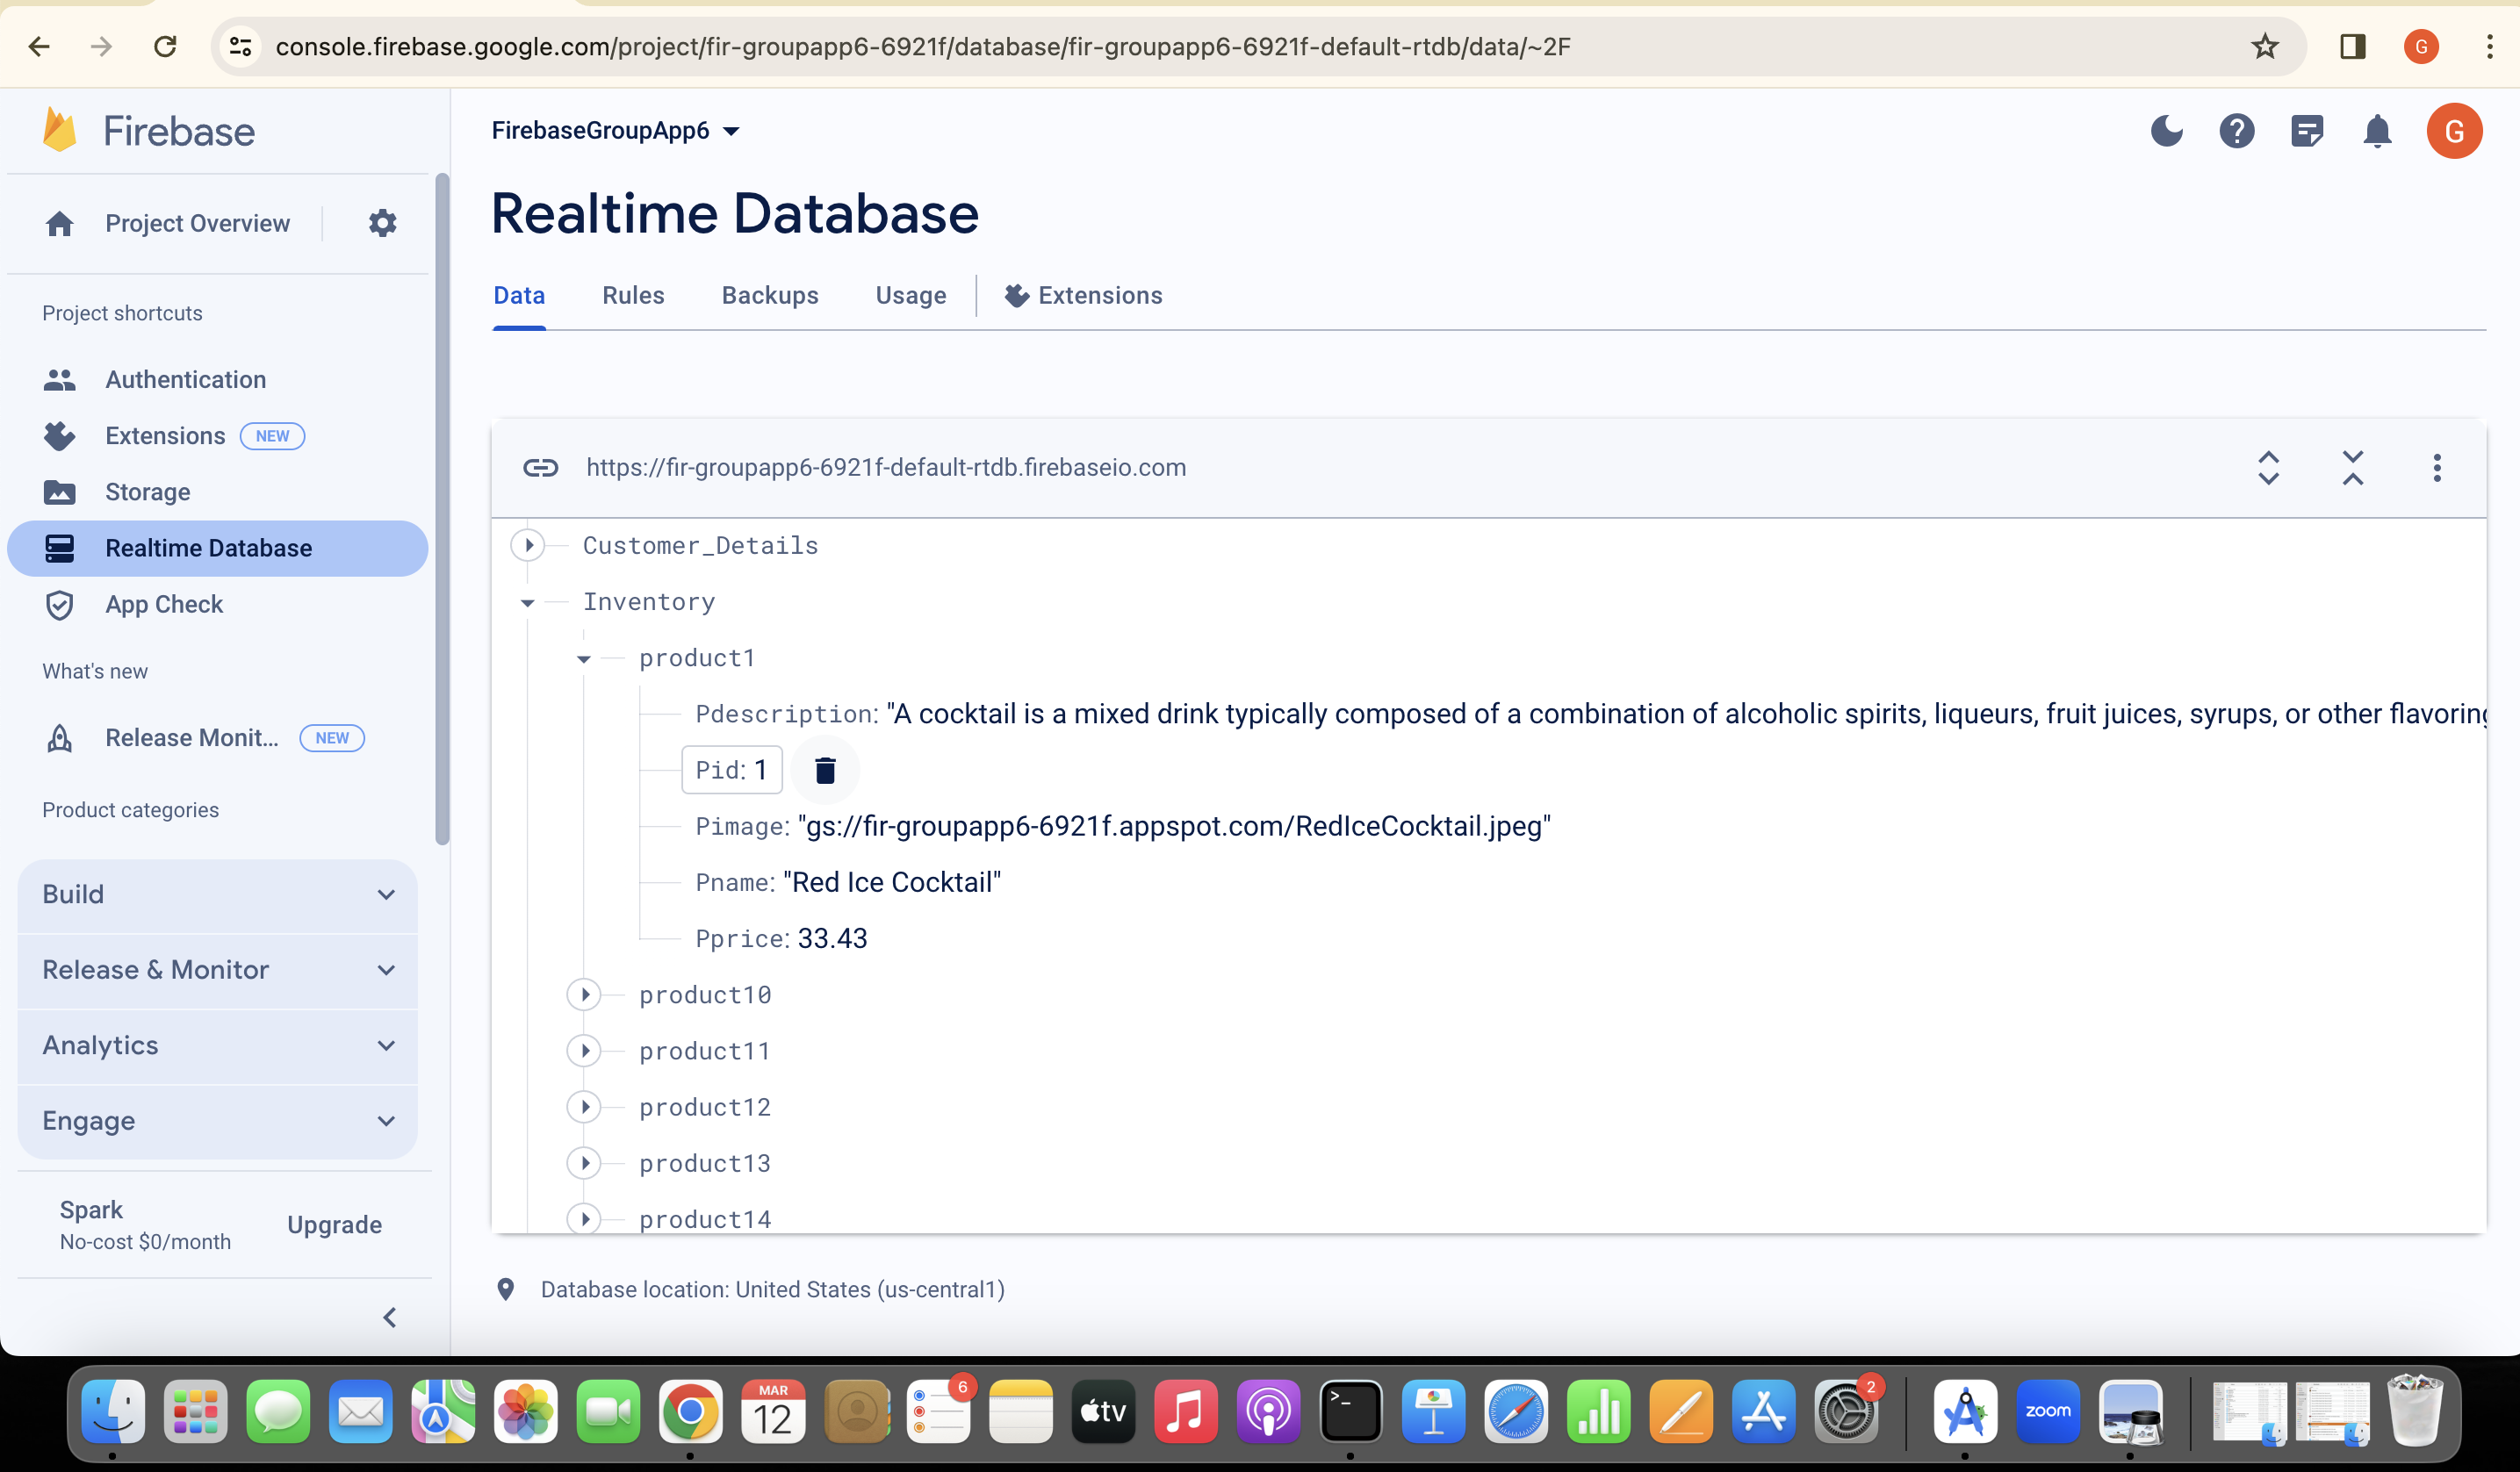 console.firebase.google.com/project/fir-groupapp6-6921f/database/fir-groupapp6-6921f-default-rtdb/data/~2F
G
Firebase
FirebaseGroupApp6
G
Project Overview
Realtime Database
Data
Rules
Backups
Usage
Extensions
Project shortcuts
Authentication
Extensions NEW
Storage
Realtime Database
App Check
What's new
Release Monit... NEW
Product categories
Build
Release & Monitor
Analytics
Engage
Spark
No-cost $0/month
Upgrade
https://fir-groupapp6-6921f-default-rtdb.firebaseio.com
Customer_Details
Inventory
product1
Pdescription: "A cocktail is a mixed drink typically composed of a combination of alcoholic spirits, liqueurs, fruit juices, syrups, or other flavoring
Pid: 1
Pimage: "gs://fir-groupapp6-6921f.appspot.com/RedIceCocktail.jpeg"
Pname: "Red Ice Cocktail"
Pprice: 33.43
product10
product11
product12
product13
product14
Database location: United States (us-central1)
MAR
12
6
tv
>_
2
zoom